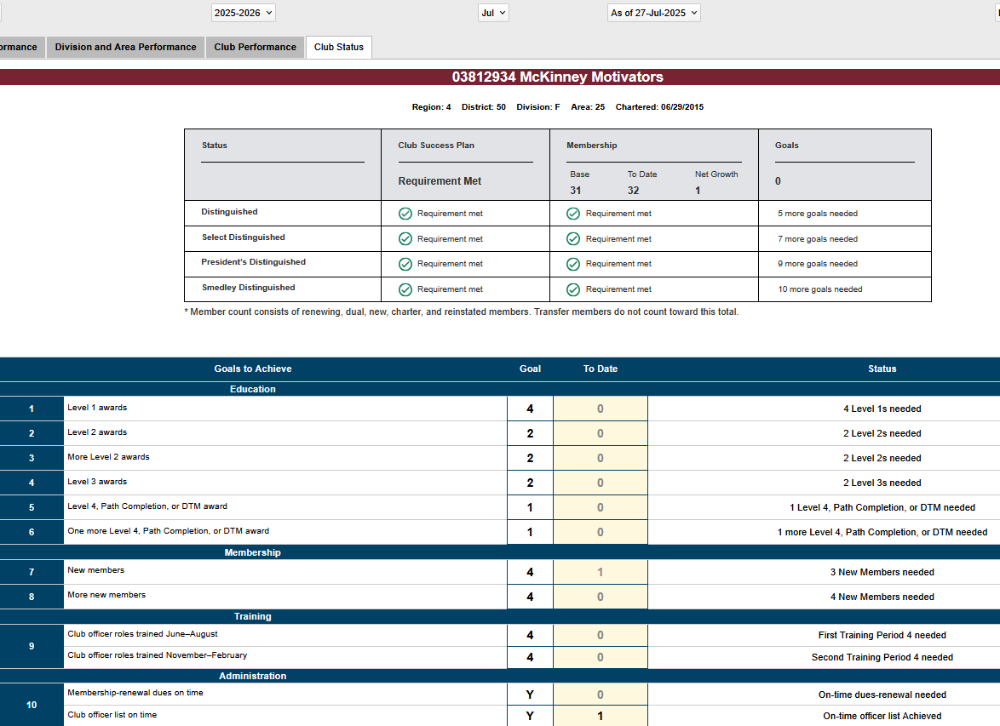 2025-2026 Jul As of 27-Jul-2025
ormance Division and Area Performance Club Performance Club Status
03812934 McKinney Motivators
Region: 4 District: 50 Division: F Area: 25 Chartered: 06/29/2015
Status Club Success Plan Membership Goals
Base To Date Net Growth
Requirement Met 31 32 1 0
Distinguished Requirement met Requirement met 5 more goals needed
Select Distinguished Requirement met Requirement met 7 more goals needed
President's Distinguished Requirement met Requirement met 9 more goals needed
Smedley Distinguished Requirement met Requirement met 10 more goals needed
* Member count consists of renewing, dual, new, charter, and reinstated members. Transfer members do not count toward this total.
Goals to Achieve Goal To Date Status
Education
1 Level 1 awards 4 0 4 Level 1s needed
2 Level 2 awards 2 0 2 Level 2s needed
3 More Level 2 awards 2 0 2 Level 2s needed
4 Level 3 awards 2 0 2 Level 3s needed
5 Level 4, Path Completion, or DTM award 1 0 1 Level 4, Path Completion, or DTM needed
6 One more Level 4, Path Completion, or DTM award 1 0 1 more Level 4, Path Completion, or DTM needed
Membership
7 New members 4 1 3 New Members needed
8 More new members 4 0 4 New Members needed
Training
9 Club officer roles trained June–August 4 0 First Training Period 4 needed
Club officer roles trained November–February 4 0 Second Training Period 4 needed
Administration
10 Membership-renewal dues on time Y 0 On-time dues-renewal needed
Club officer list on time Y 1 On-time officer list Achieved